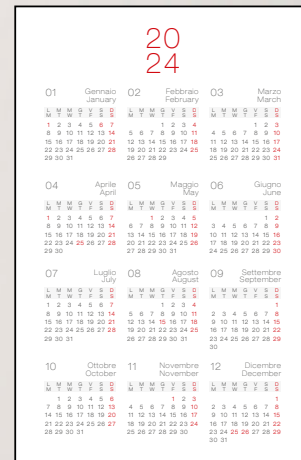 20
24
01 Gennaio
January
L M M G V S D
M T W T F S S
1 2 3 4 5 6 7
8 9 10 11 12 13 14
15 16 17 18 19 20 21
22 23 24 25 26 27 28
29 30 31
02 Febbraio
February
L M M G V S D
M T W T F S S
1 2 3 4
5 6 7 8 9 10 11
12 13 14 15 16 17 18
19 20 21 22 23 24 25
26 27 28 29
03 Marzo
March
L M M G V S D
M T W T F S S
1 2 3
4 5 6 7 8 9 10
11 12 13 14 15 16 17
18 19 20 21 22 23 24
25 26 27 28 29 30 31
04 Aprile
April
L M M G V S D
M T W T F S S
1 2 3 4 5 6 7
8 9 10 11 12 13 14
15 16 17 18 19 20 21
22 23 24 25 26 27 28
29 30
05 Maggio
May
L M M G V S D
M T W T F S S
1 2 3 4 5
6 7 8 9 10 11 12
13 14 15 16 17 18 19
20 21 22 23 24 25 26
27 28 29 30 31
06 Giugno
June
L M M G V S D
M T W T F S S
1 2
3 4 5 6 7 8 9
10 11 12 13 14 15 16
17 18 19 20 21 22 23
24 25 26 27 28 29 30
07 Luglio
July
L M M G V S D
M T W T F S S
1 2 3 4 5 6 7
8 9 10 11 12 13 14
15 16 17 18 19 20 21
22 23 24 25 26 27 28
29 30 31
08 Agosto
August
L M M G V S D
M T W T F S S
1 2 3 4
5 6 7 8 9 10 11
12 13 14 15 16 17 18
19 20 21 22 23 24 25
26 27 28 29 30 31
09 Settembre
September
L M M G V S D
M T W T F S S
1
2 3 4 5 6 7 8
9 10 11 12 13 14 15
16 17 18 19 20 21 22
23 24 25 26 27 28 29
30
10 Ottobre
October
L M M G V S D
M T W T F S S
1 2 3 4 5 6
7 8 9 10 11 12 13
14 15 16 17 18 19 20
21 22 23 24 25 26 27
28 29 30 31
11 Novembre
November
L M M G V S D
M T W T F S S
1 2 3
4 5 6 7 8 9 10
11 12 13 14 15 16 17
18 19 20 21 22 23 24
25 26 27 28 29 30
12 Dicembre
December
L M M G V S D
M T W T F S S
1
2 3 4 5 6 7 8
9 10 11 12 13 14 15
16 17 18 19 20 21 22
23 24 25 26 27 28 29
30 31